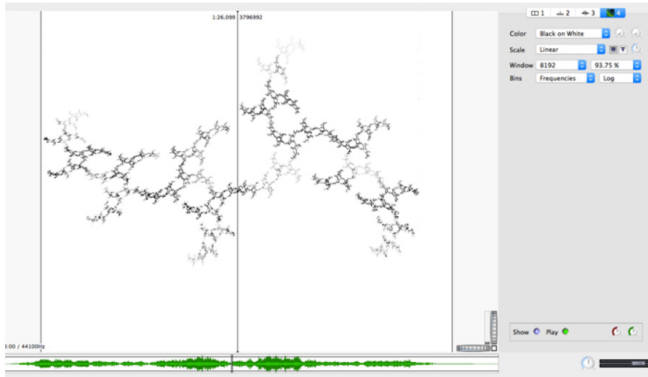 1 2 3 4
1:26.099 3796992
Color Black on White
Scale Linear
Window 8192 93.75 %
Bins Frequencies Log
Show Play
:00 / 44100Hz